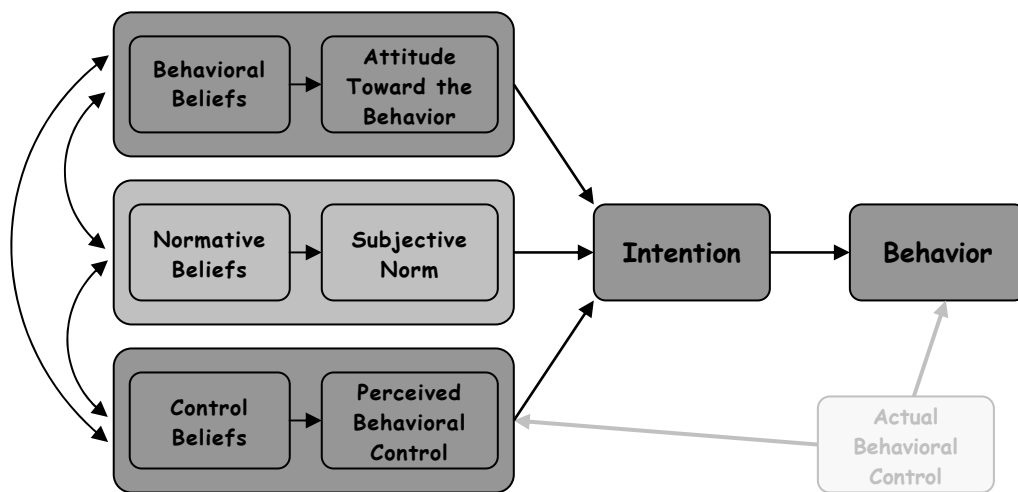 Behavioral
Beliefs
Attitude
Toward the
Behavior
Normative
Beliefs
Subjective
Norm
Intention
Behavior
Control
Beliefs
Perceived
Behavioral
Control
Actual
Behavioral
Control